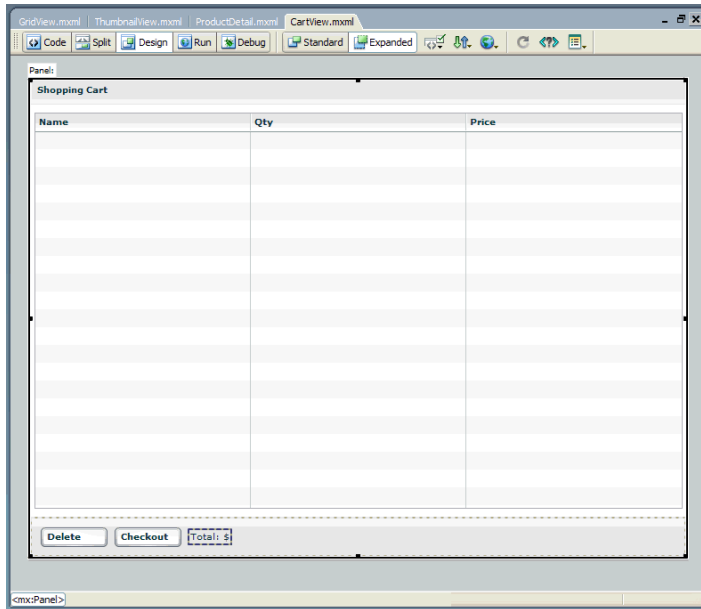 GridView.mxml ThumbnailView.mxml ProductDetail.mxml CartView.mxml
Code Split Design Run Debug Standard Expanded
Panel:
Shopping Cart
Name Qty Price
Delete Checkout Total: $
<mx:Panel>